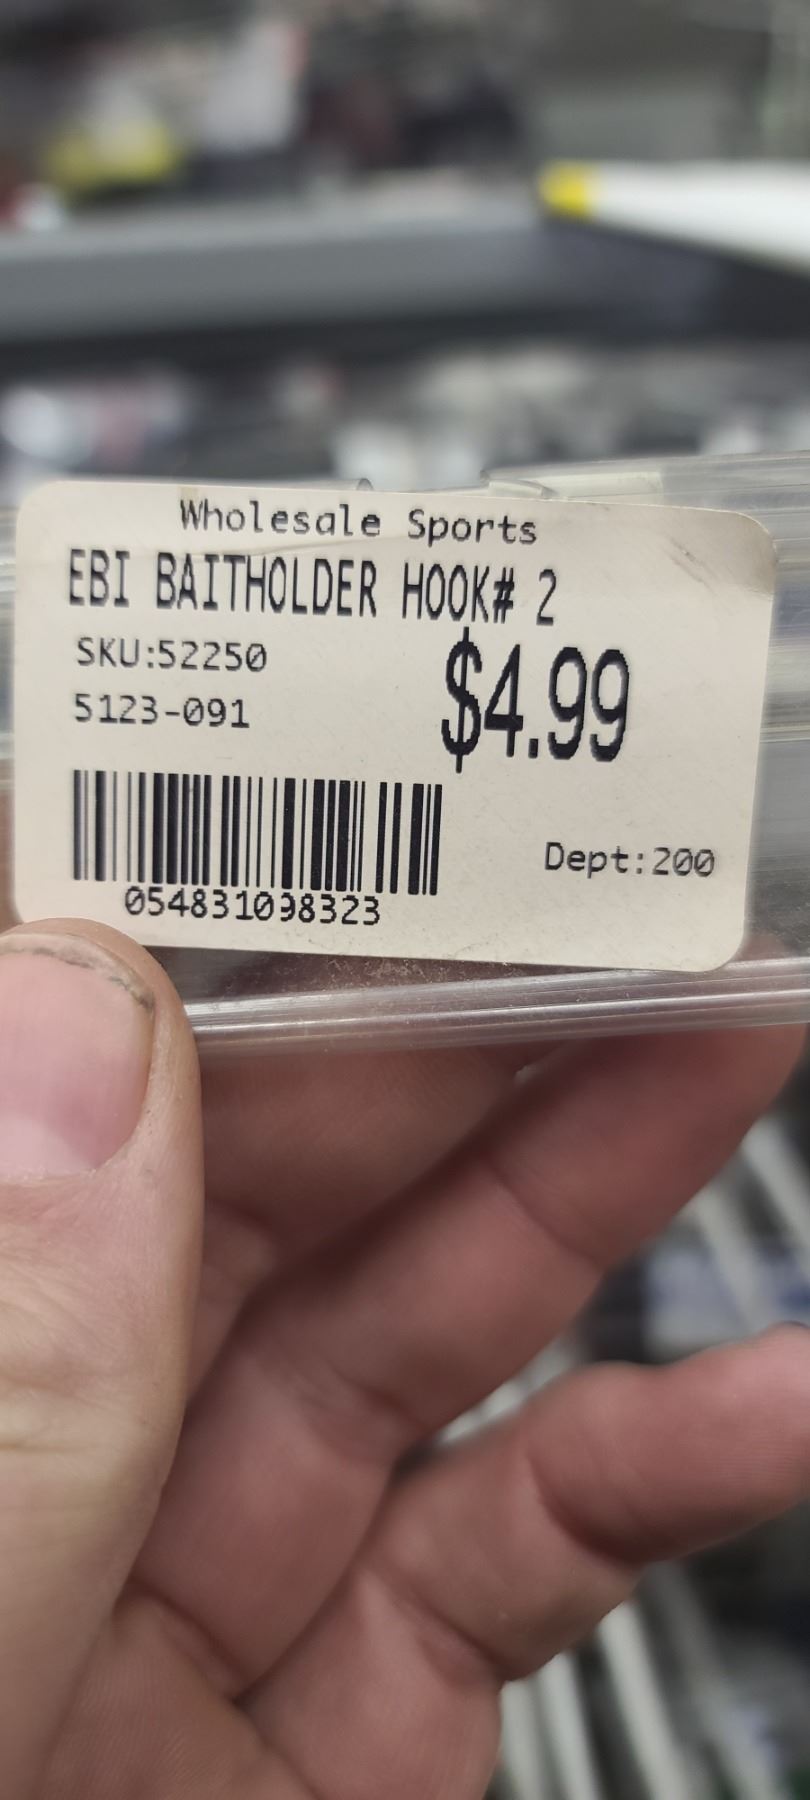 Wholesale Sports
EBI BAITHOLDER HOOK# 2
SKU:52250
$4.99
5123-091
Dept:200
054831098323